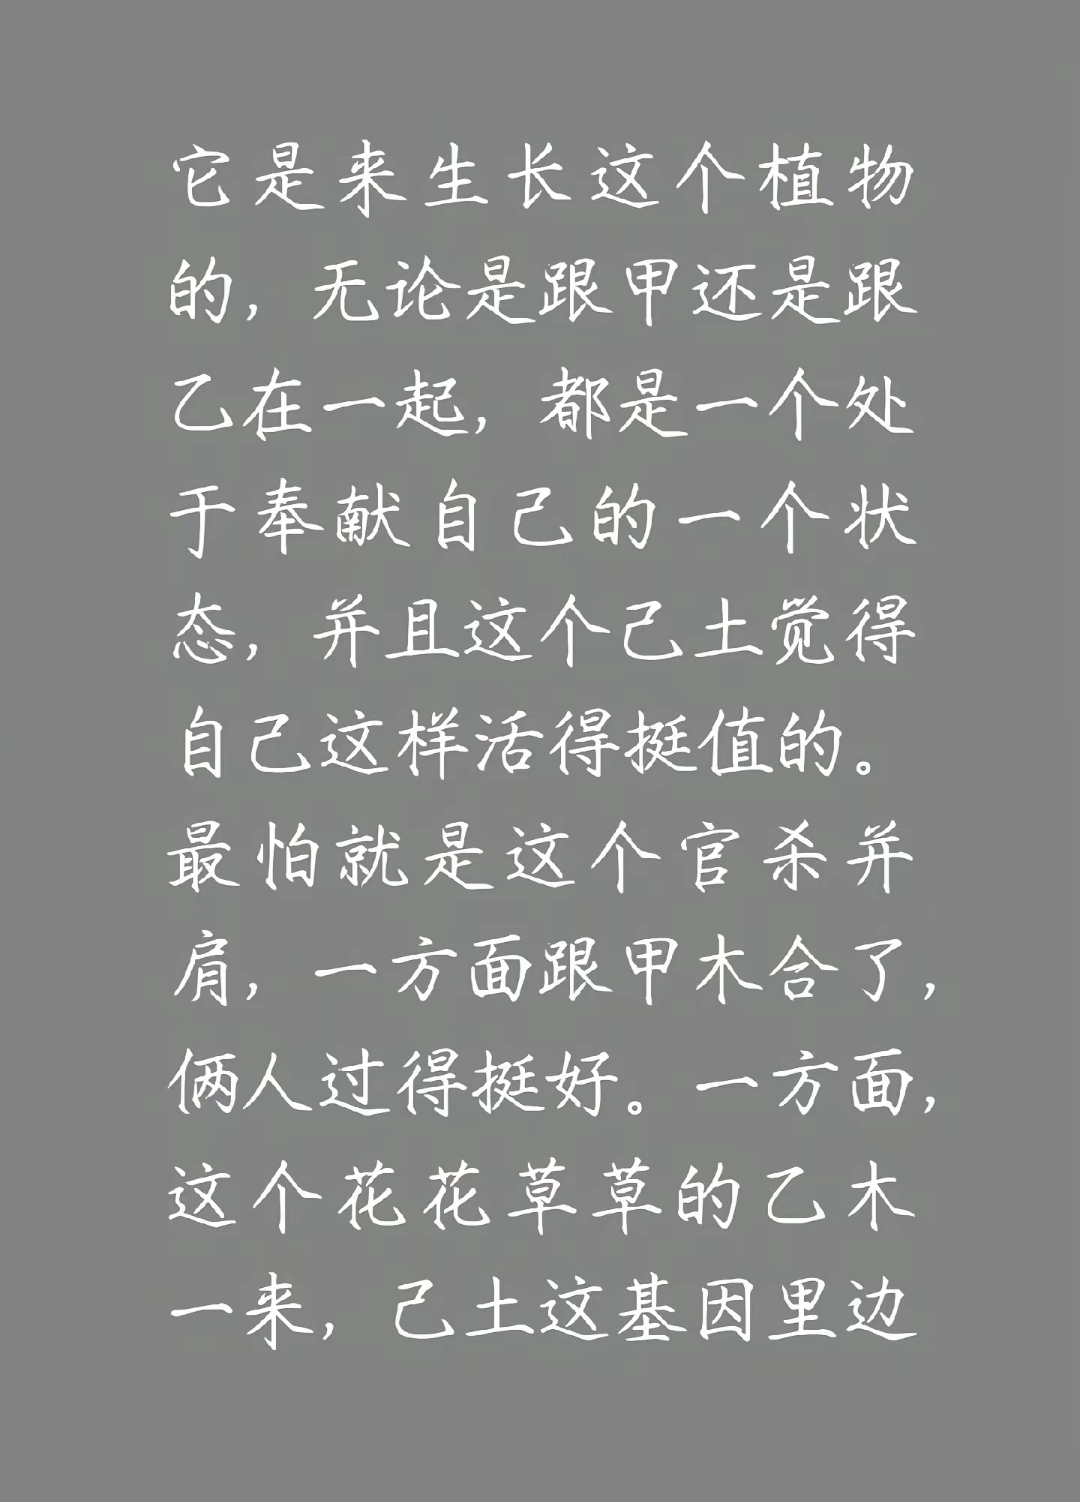 它是来生长这个植物
的，无论是跟甲还是跟
乙在一起，都是一个处
于奉献自己的一个状
态，并且这个己土觉得
自己这样活得挺值的。
最怕就是这个官杀并
肩，一方面跟甲木合了，
俩人过得挺好。一方面，
这个花花草草的乙木
一来，己土这基因里边